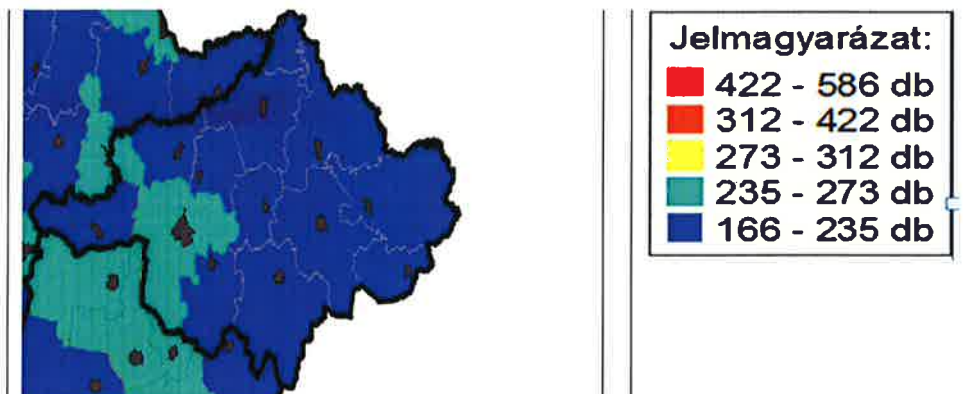 Jelmagyarázat:
422 - 586 db
312 - 422 db
273 - 312 db
235 - 273 db
166 - 235 db